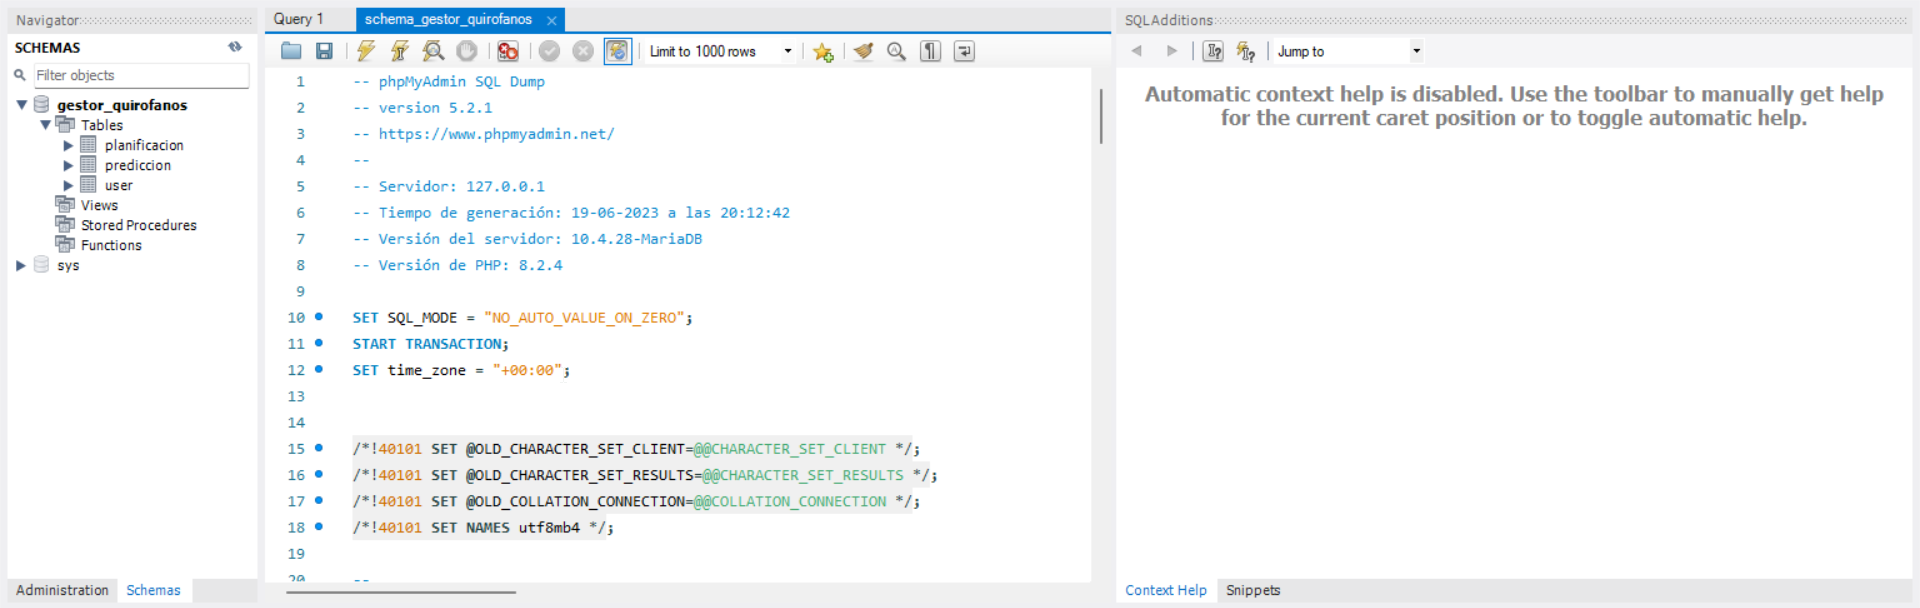 Navigator
SCHEMAS
Filter objects
gestor_quirofanos
Tables
planificacion
prediccion
user
Views
Stored Procedures
Functions
sys
Administration
Schemas
Query 1
schema_gestor_quirofanos
Limit to 1000 rows
1 -- phpMyAdmin SQL Dump
2 -- version 5.2.1
3 -- https://www.phpmyadmin.net/
4 --
5 -- Servidor: 127.0.0.1
6 -- Tiempo de generación: 19-06-2023 a las 20:12:42
7 -- Versión del servidor: 10.4.28-MariaDB
8 -- Versión de PHP: 8.2.4
9
10 SET SQL_MODE = "NO_AUTO_VALUE_ON_ZERO";
11 START TRANSACTION;
12 SET time_zone = "+00:00";
13
14
15 /*!40101 SET @OLD_CHARACTER_SET_CLIENT=@@CHARACTER_SET_CLIENT */;
16 /*!40101 SET @OLD_CHARACTER_SET_RESULTS=@@CHARACTER_SET_RESULTS */;
17 /*!40101 SET @OLD_COLLATION_CONNECTION=@@COLLATION_CONNECTION */;
18 /*!40101 SET NAMES utf8mb4 */;
19
20 --
SQLAdditions
Jump to
Automatic context help is disabled. Use the toolbar to manually get help
for the current caret position or to toggle automatic help.
Context Help
Snippets